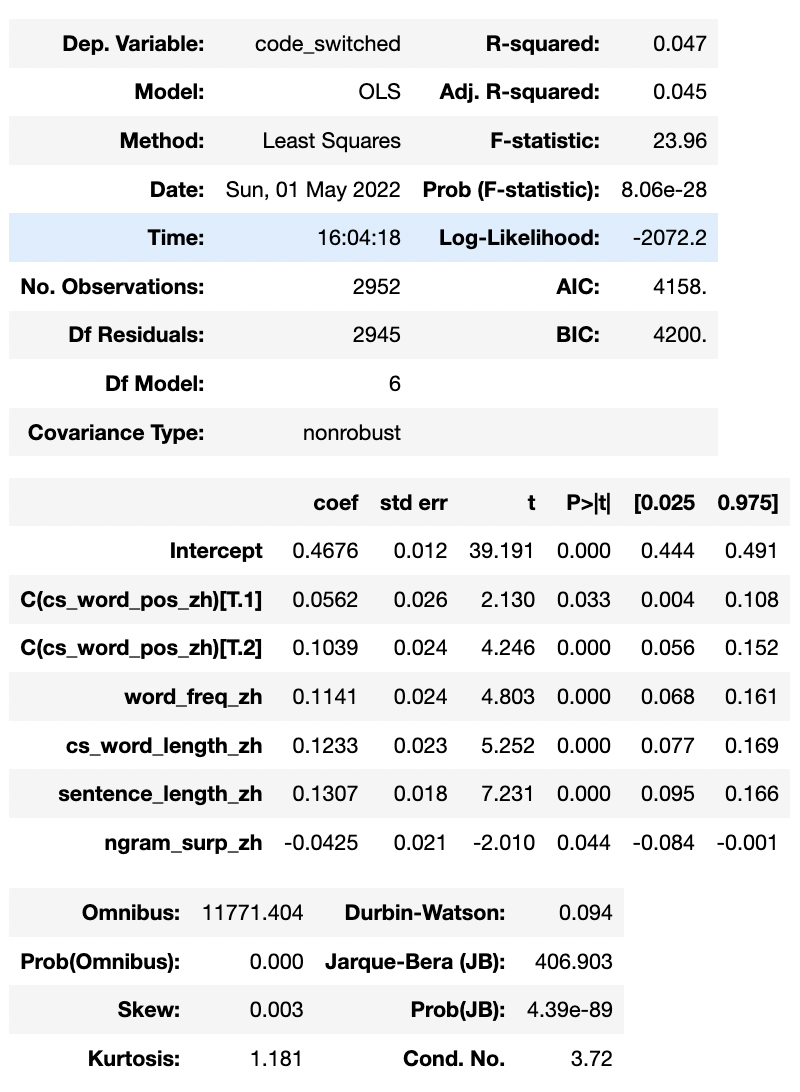 Dep. Variable: code_switched R-squared: 0.047
Model: OLS Adj. R-squared: 0.045
Method: Least Squares F-statistic: 23.96
Date: Sun, 01 May 2022 Prob (F-statistic): 8.06e-28
Time: 16:04:18 Log-Likelihood: -2072.2
No. Observations: 2952 AIC: 4158.
Df Residuals: 2945 BIC: 4200.
Df Model: 6
Covariance Type: nonrobust
coef std err t P>|t| [0.025 0.975]
Intercept 0.4676 0.012 39.191 0.000 0.444 0.491
C(cs_word_pos_zh)[T.1] 0.0562 0.026 2.130 0.033 0.004 0.108
C(cs_word_pos_zh)[T.2] 0.1039 0.024 4.246 0.000 0.056 0.152
word_freq_zh 0.1141 0.024 4.803 0.000 0.068 0.161
cs_word_length_zh 0.1233 0.023 5.252 0.000 0.077 0.169
sentence_length_zh 0.1307 0.018 7.231 0.000 0.095 0.166
ngram_surp_zh -0.0425 0.021 -2.010 0.044 -0.084 -0.001
Omnibus: 11771.404 Durbin-Watson: 0.094
Prob(Omnibus): 0.000 Jarque-Bera (JB): 406.903
Skew: 0.003 Prob(JB): 4.39e-89
Kurtosis: 1.181 Cond. No. 3.72